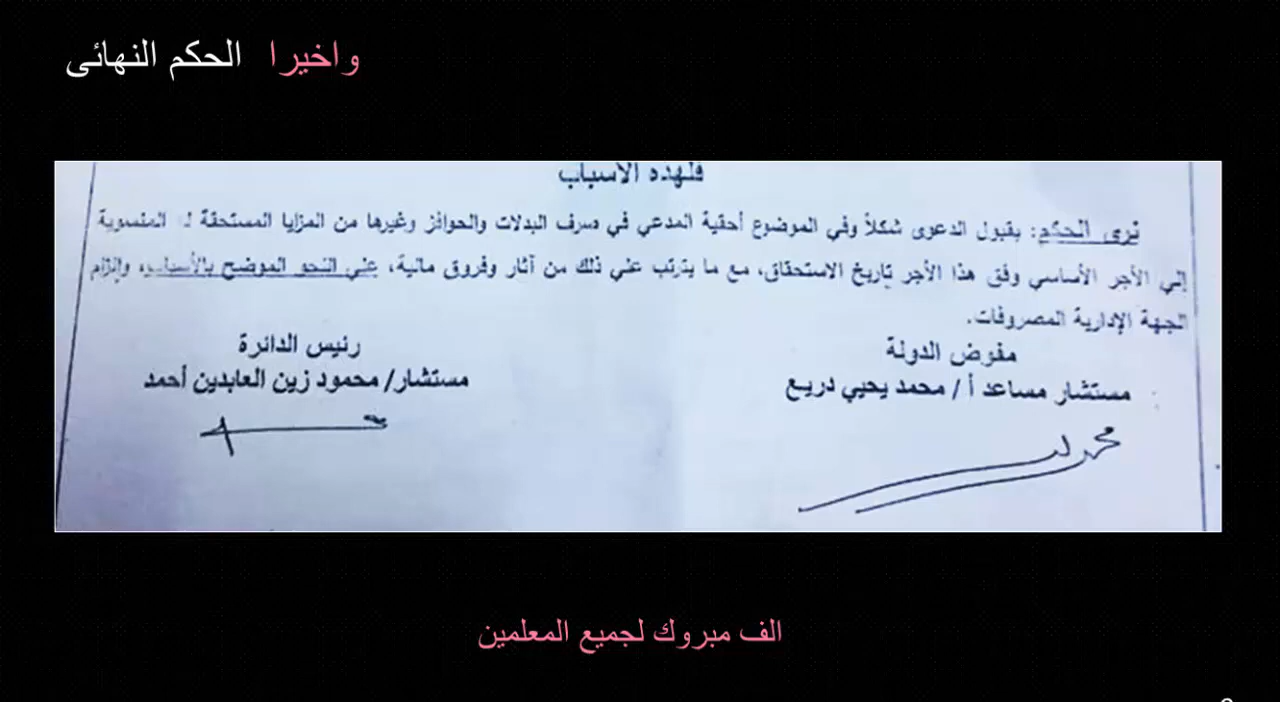 واخيرا الحكم النهائى
فلهذه الأسباب
نرى الحكم: بقبول الدعوى شكلاً وفي الموضوع أحقية المدعي في صرف البدلات والحوافز وغيرها من المزايا المستحقة المنسوبة
إلي الأجر الأساسي وفق هذا الأجر تاريخ الاستحقاق، مع ما يترتب علي ذلك من آثار وفروق مالية، علي النحو الموضح بالأسباب، وإلزام
الجهة الإدارية المصروفات.
مفوض الدولة
رئيس الدائرة
مستشار مساعد أ / محمد يحيي دريع
مستشار/ محمود زين العابدين أحمد
الف مبروك لجميع المعلمين